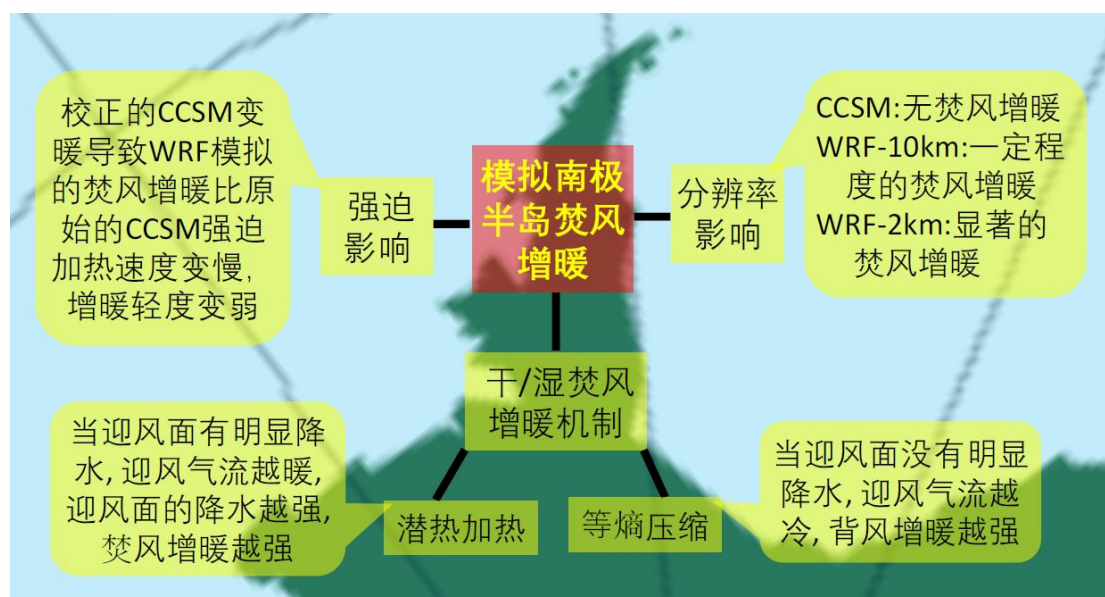 校正的CCSM变
暖导致WRF模拟
的焚风增暖比原
始的CCSM强迫
加热速度变慢,
增暖轻度变弱
强迫
影响
模拟南极
半岛焚风
增暖
分辨率
影响
CCSM:无焚风增暖
WRF-10km:一定程
度的焚风增暖
WRF-2km:显著的
焚风增暖
干/湿焚风
增暖机制
当迎风面有明显降
水, 迎风气流越暖,
迎风面的降水越强,
焚风增暖越强
潜热加热
等熵压缩
当迎风面没有明显
降水, 迎风气流越
冷, 背风增暖越强